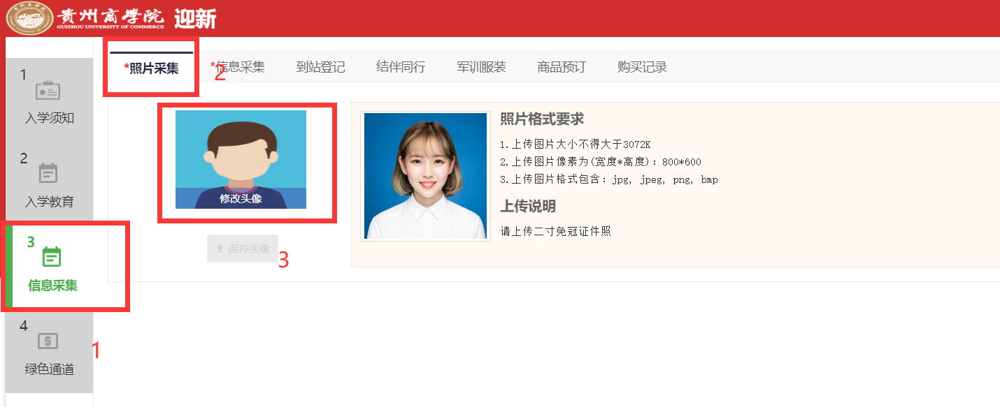 貴州商學院 迎新
GUIZHOU UNIVERSITY OF COMMERCE
*照片采集
*信息采集
到站登记
结伴同行
军训服装
商品预订
购买记录
2
1
入学须知
2
入学教育
3
信息采集
4
绿色通道
1
修改头像
保存头像
3
照片格式要求
1.上传图片大小不得大于3072K
2.上传图片像素为(宽度*高度): 800*600
3.上传图片格式包含: jpg, jpeg, png, bmp
上传说明
请上传二寸免冠证件照